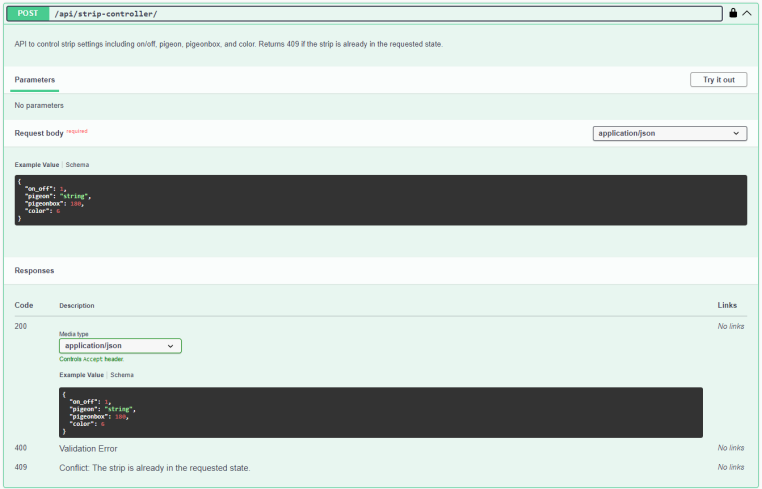 POST /api/strip-controller/
API to control strip settings including on/off, pigeon, pigeonbox, and color. Returns 409 if the strip is already in the requested state.
Parameters
Try it out
No parameters
Request body required
application/json
Example Value | Schema
{
"on_off": 1,
"pigeon": "string",
"pigeonbox": 180,
"color": 6
}
Responses
Code Description Links
200 No links
Media type
application/json
Controls Accept header.
Example Value | Schema
{
"on_off": 1,
"pigeon": "string",
"pigeonbox": 180,
"color": 6
}
400 Validation Error No links
409 Conflict: The strip is already in the requested state. No links